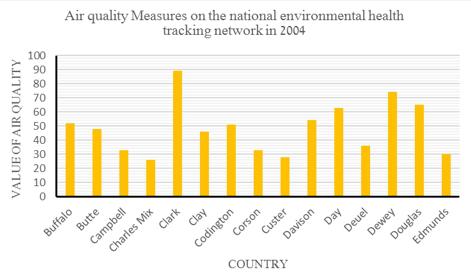 Air quality Measures on the national environmental health
tracking network in 2004
VALUE OF AIR QUALITY
100
90
80
70
60
50
40
30
20
10
0
Buffalo
Butte
Campbell
Charles Mix
Clark
Clay
Codington
Corson
Custer
Davison
Day
Deuel
Dewey
Douglas
Edmunds
COUNTRY